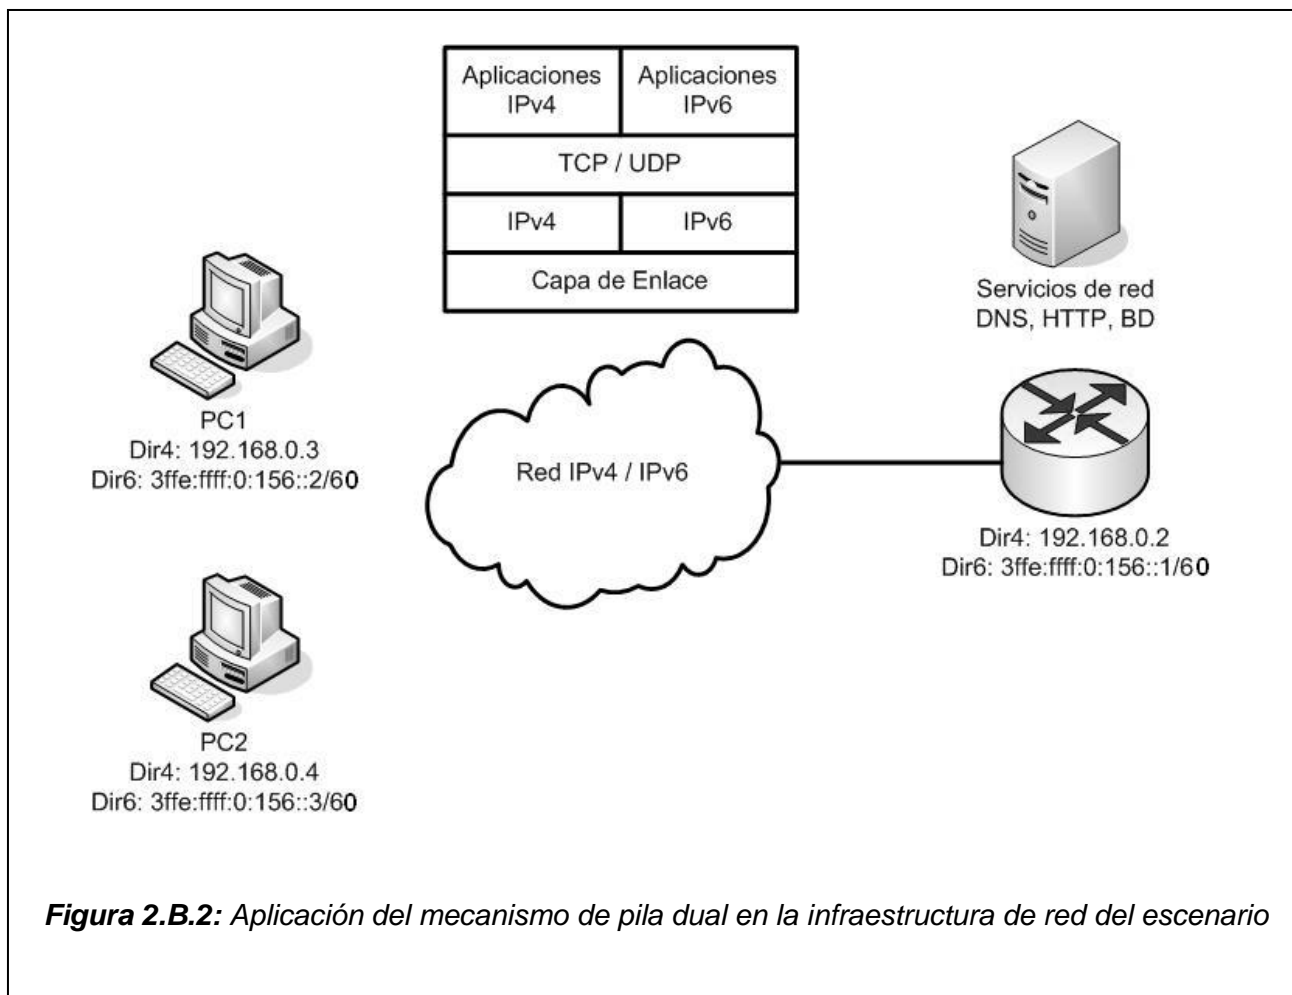 Aplicaciones
IPv4
Aplicaciones
IPv6
TCP / UDP
IPv4
IPv6
Capa de Enlace
Servicios de red
DNS, HTTP, BD
PC1
Dir4: 192.168.0.3
Dir6: 3ffe:ffff:0:156::2/60
Red IPv4 / IPv6
Dir4: 192.168.0.2
Dir6: 3ffe:ffff:0:156::1/60
PC2
Dir4: 192.168.0.4
Dir6: 3ffe:ffff:0:156::3/60
Figura 2.B.2: Aplicación del mecanismo de pila dual en la infraestructura de red del escenario